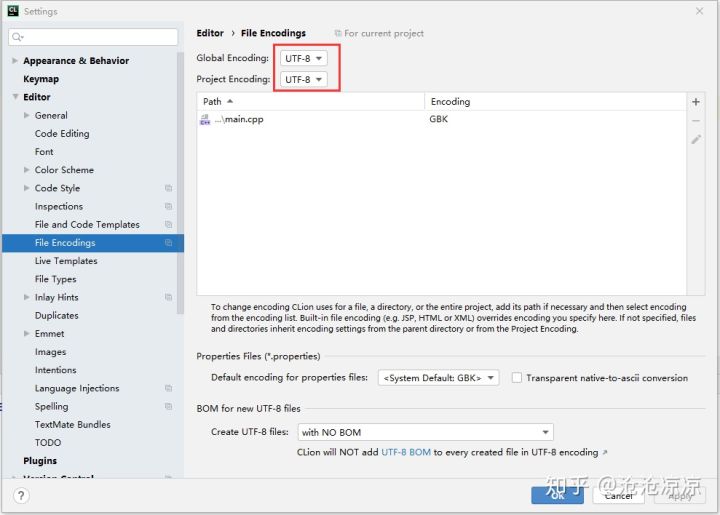 CL Settings
Editor › File Encodings For current project
Global Encoding: UTF-8
Project Encoding: UTF-8
Path Encoding
...\main.cpp GBK
Appearance & Behavior
Keymap
Editor
General
Code Editing
Font
Color Scheme
Code Style
Inspections
File and Code Templates
File Encodings
Live Templates
File Types
Inlay Hints
Duplicates
Emmet
Images
Intentions
Language Injections
Spelling
TextMate Bundles
TODO
Plugins
Version Control
To change encoding CLion uses for a file, a directory, or the entire project, add its path if necessary and then select encoding
from the encoding list. Built-in file encoding (e.g. JSP, HTML or XML) overrides encoding you specify here. If not specified, files
and directories inherit encoding settings from the parent directory or from the Project Encoding.
Properties Files (*.properties)
Default encoding for properties files: <System Default: GBK> Transparent native-to-ascii conversion
BOM for new UTF-8 files
Create UTF-8 files: with NO BOM
CLion will NOT add UTF-8 BOM to every created file in UTF-8 encoding ↗
? OK Cancel Apply
知乎 @沧沧凉凉